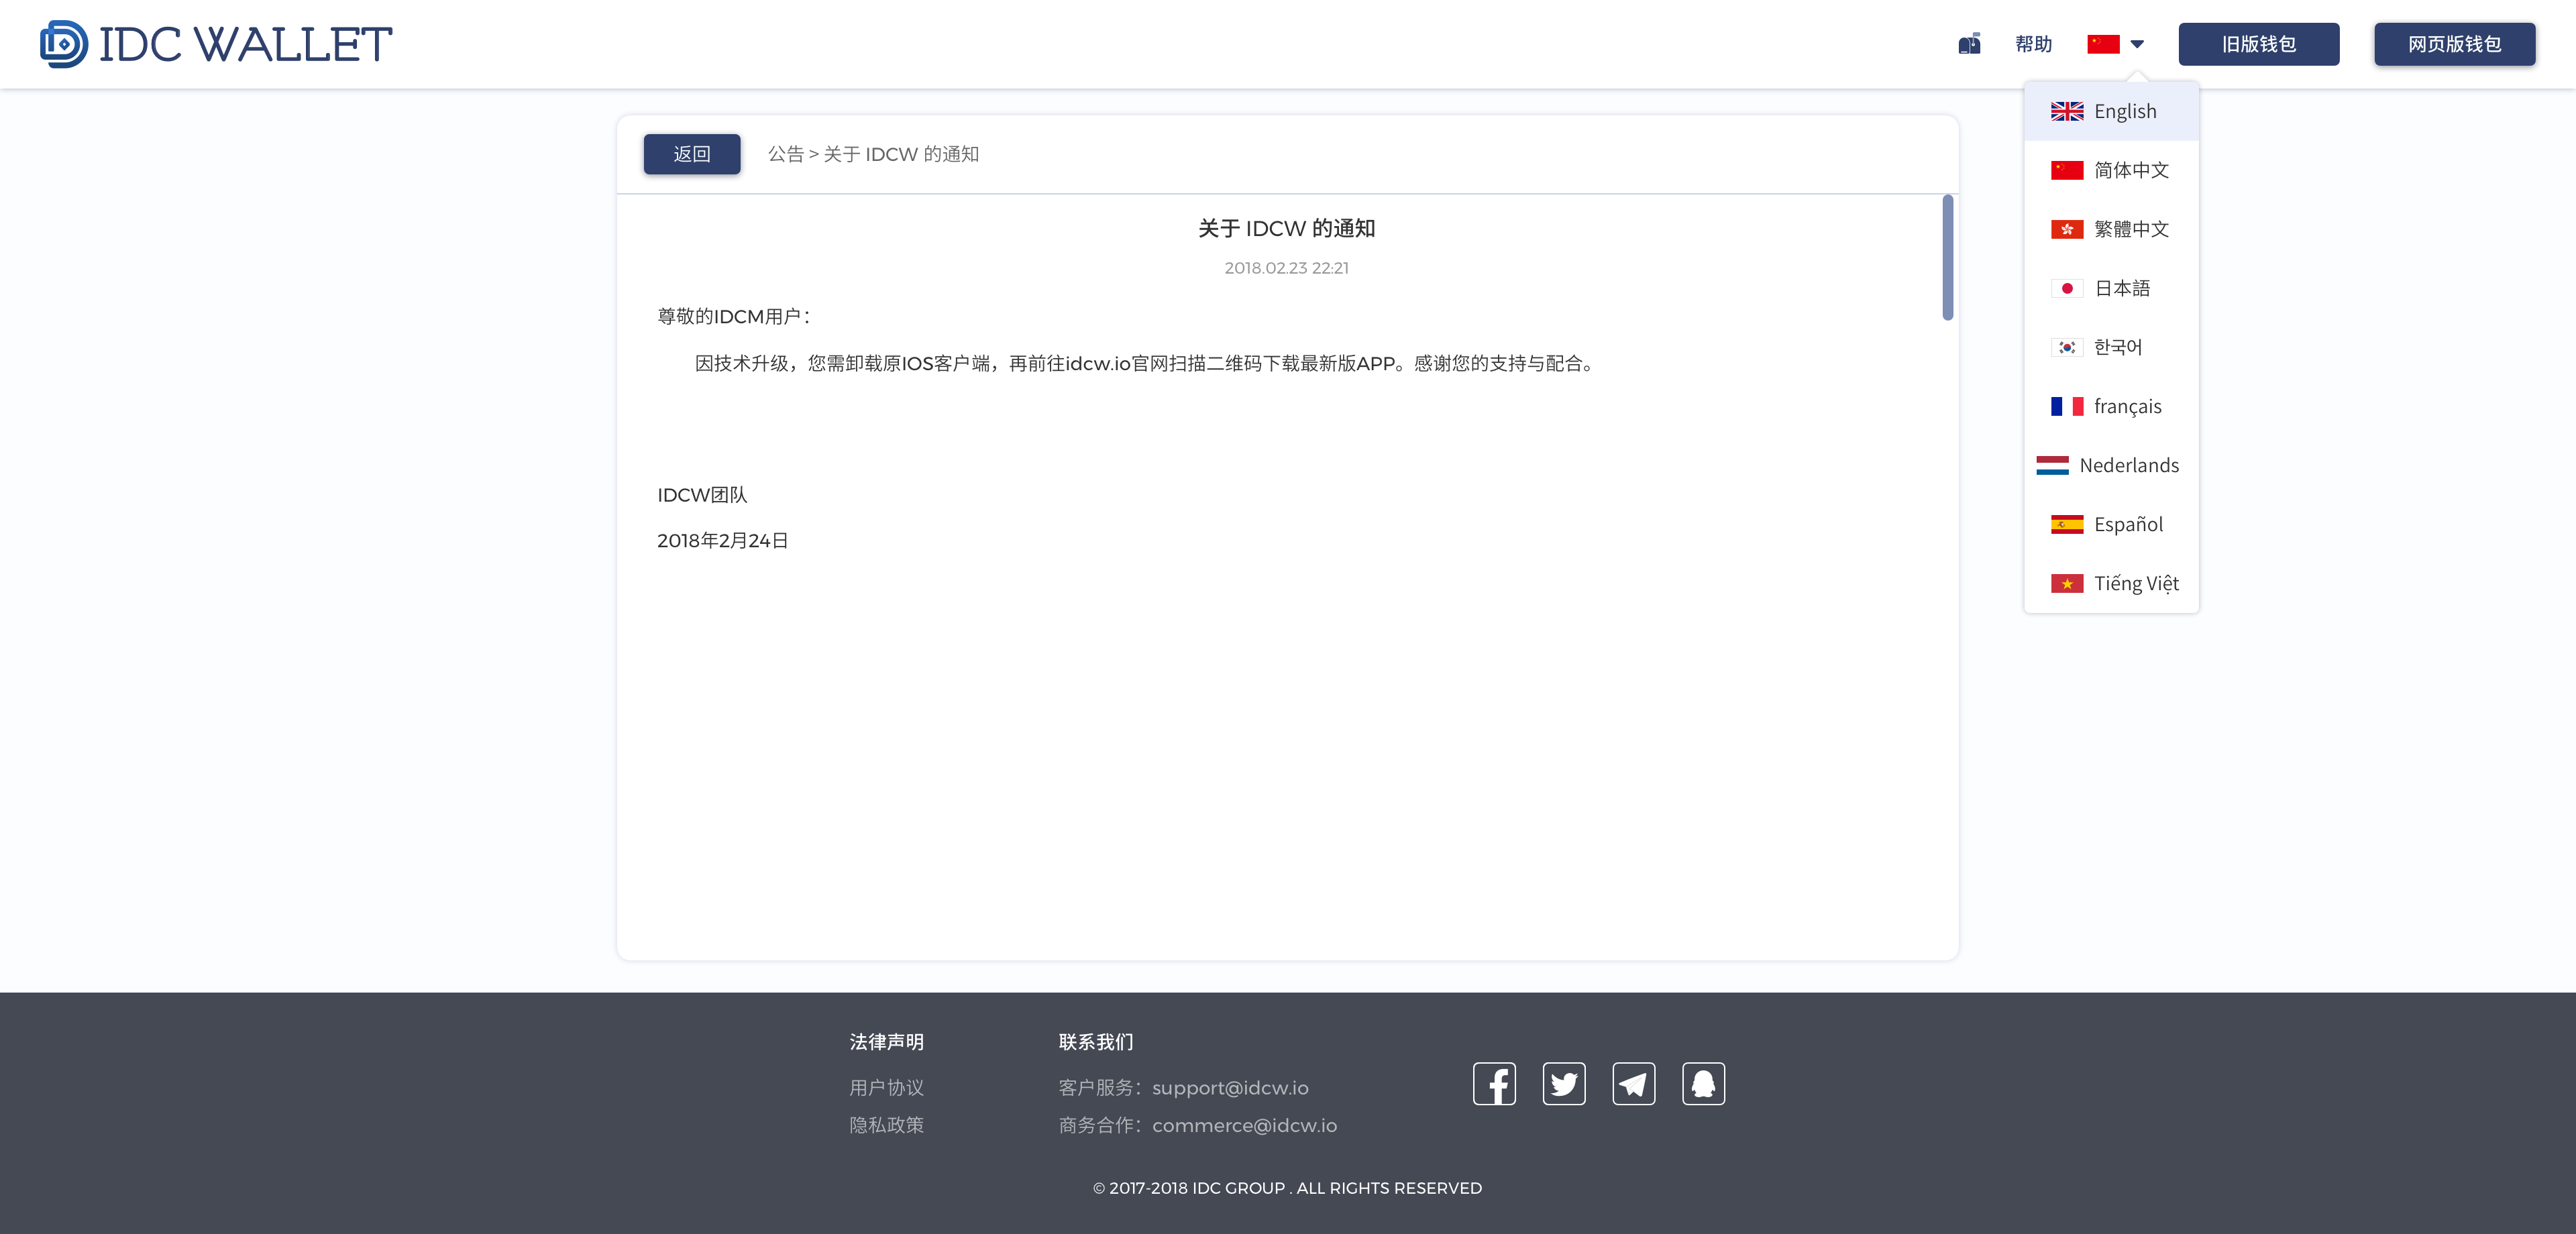 IDC WALLET
帮助
旧版钱包
网页版钱包
English
简体中文
繁體中文
日本語
한국어
français
Nederlands
Español
Tiếng Việt
返回
公告 > 关于 IDCW 的通知
关于 IDCW 的通知
2018.02.23 22:21
尊敬的IDCM用户：
因技术升级，您需卸载原IOS客户端，再前往idcw.io官网扫描二维码下载最新版APP。感谢您的支持与配合。
IDCW团队
2018年2月24日
法律声明
用户协议
隐私政策
联系我们
客户服务：support@idcw.io
商务合作：commerce@idcw.io
© 2017-2018 IDC GROUP . ALL RIGHTS RESERVED